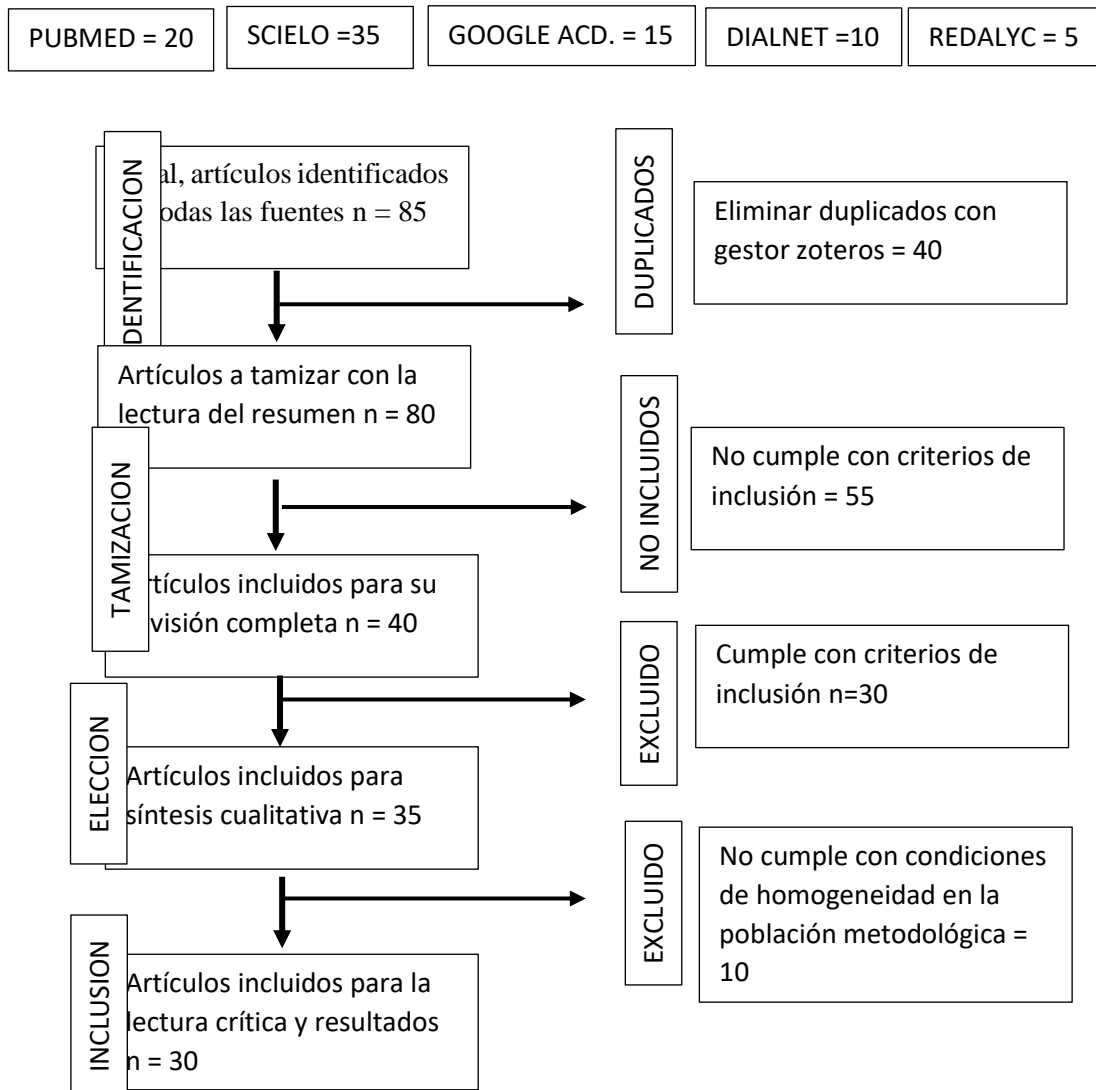 PUBMED = 20
SCIELO =35
GOOGLE ACD. = 15
DIALNET =10
REDALYC = 5
DENTIFICACION
al, artículos identificados
odas las fuentes n = 85
DUPLICADOS
Eliminar duplicados con
gestor zoteros = 40
Artículos a tamizar con la
lectura del resumen n = 80
TAMIZACION
NO INCLUIDOS
No cumple con criterios de
inclusión = 55
rtículos incluidos para su
visión completa n = 40
EXCLUIDO
Cumple con criterios de
inclusión n=30
ELECCION
Artículos incluidos para
síntesis cualitativa n = 35
EXCLUIDO
No cumple con condiciones
de homogeneidad en la
población metodológica =
10
INCLUSION
Artículos incluidos para la
lectura crítica y resultados
n = 30